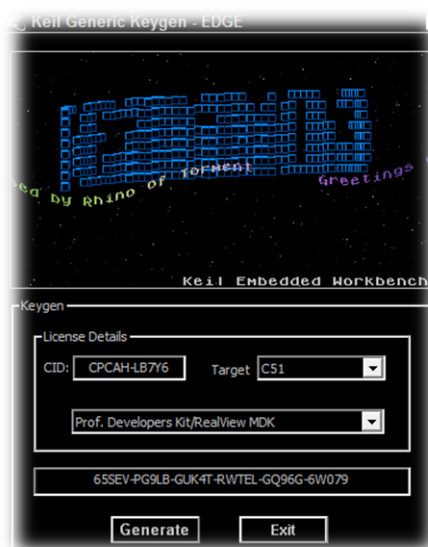 Keil Generic Keygen - EDGE
sed by Rhino of Torment
Greetings
Keil Embedded Workbench
Keygen
License Details
CID: CPCAH-LB7Y6 Target C51
Prof. Developers Kit/RealView MDK
65SEV-PG9LB-GUK4T-RWTEL-GQ96G-6W079
Generate Exit